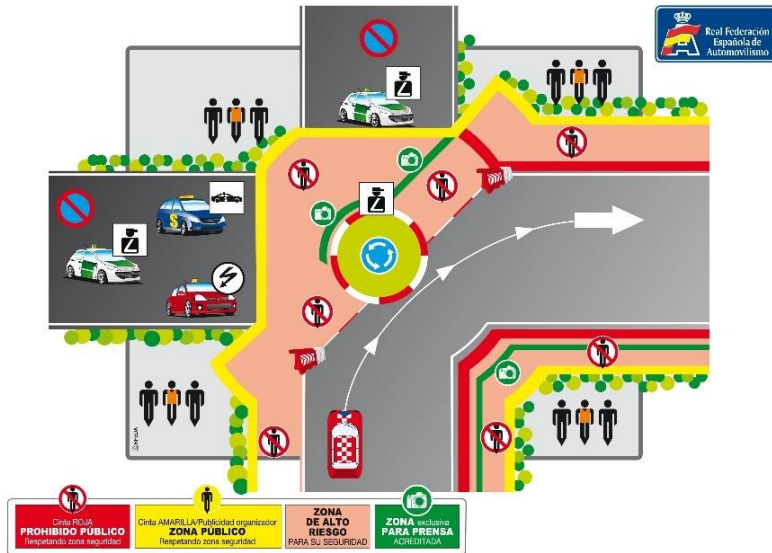 Real Federación
Española de
Automovilismo
S
Cinta ROJA
PROHIBIDO PÚBLICO
Respetando zona seguridad
Cinta AMARILLA/Publicidad organizador
ZONA PÚBLICO
Respetando zona seguridad
ZONA
DE ALTO
RIESGO
PARA SU SEGURIDAD
ZONA exclusiva
PARA PRENSA
ACREDITADA